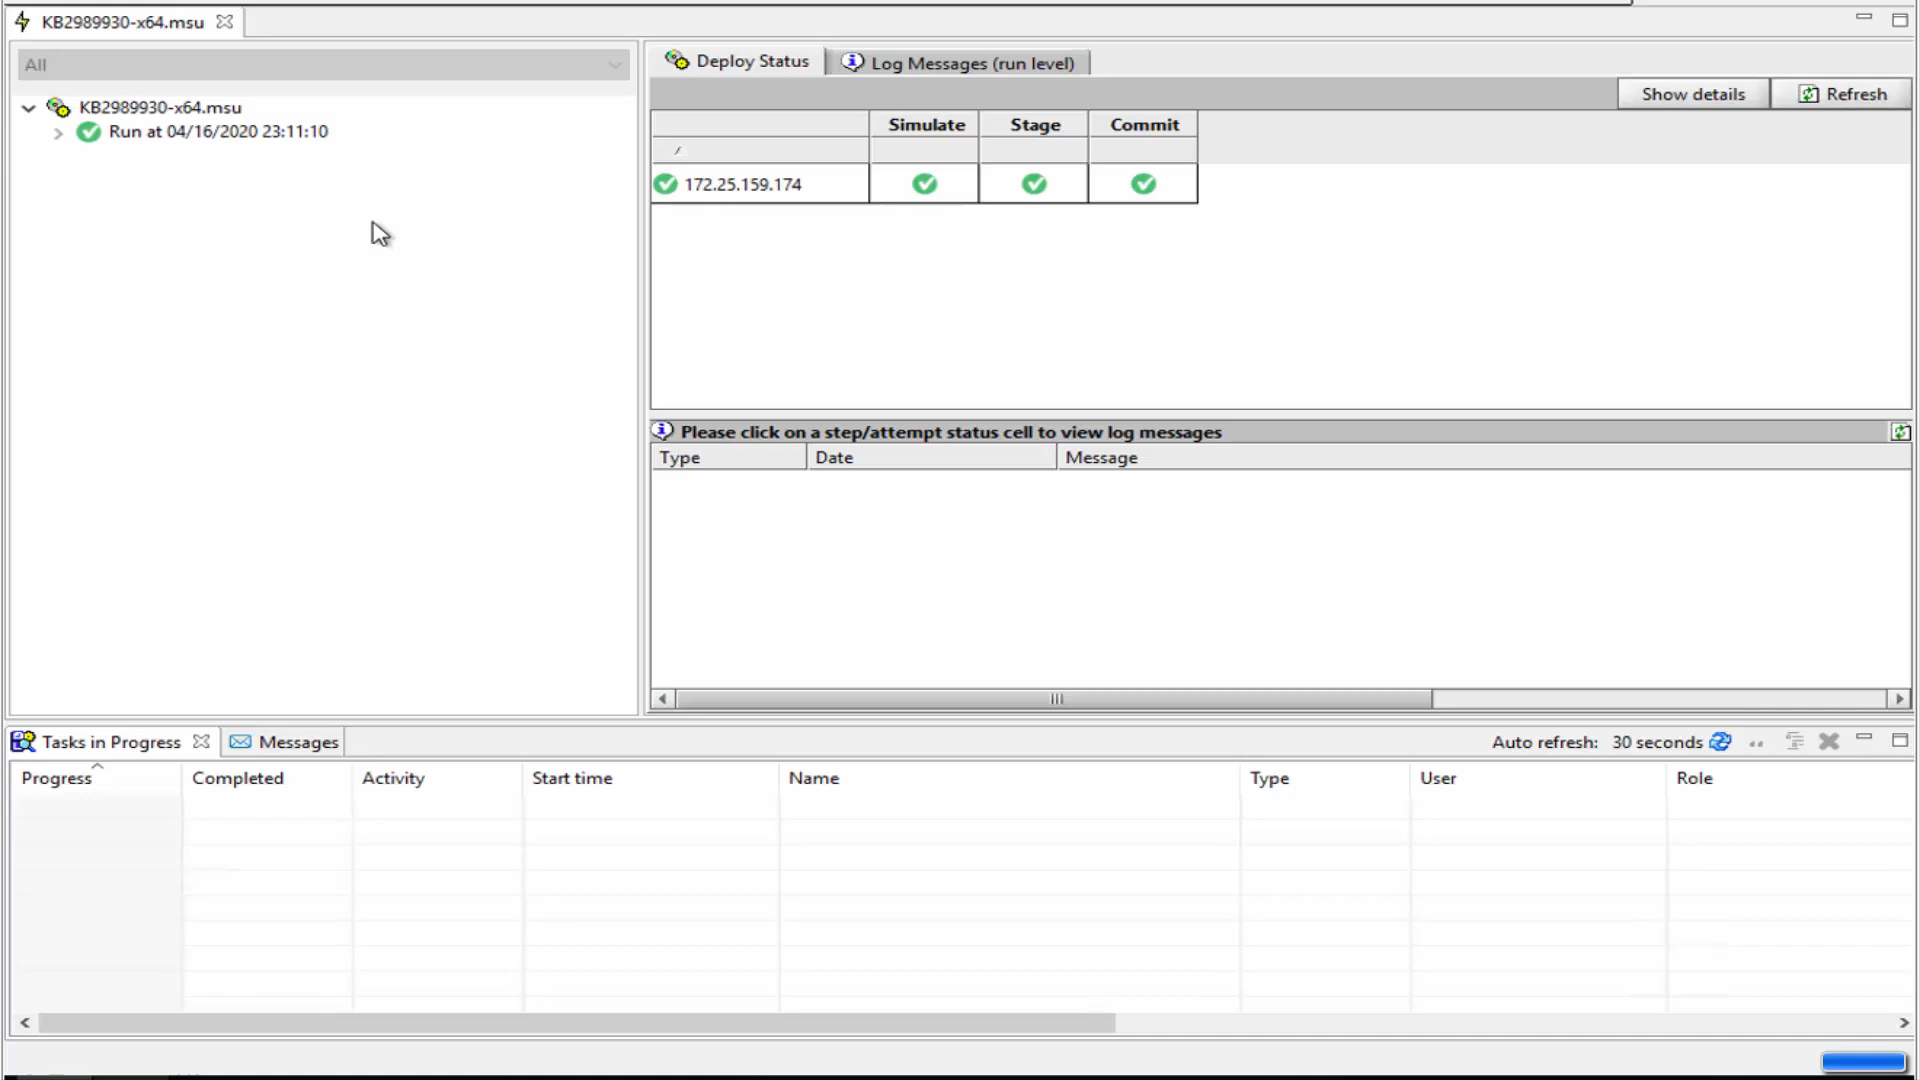 KB2989930-x64.msu
All
KB2989930-x64.msu
Run at 04/16/2020 23:11:10
Deploy Status
Log Messages (run level)
Show details
Refresh
Simulate Stage Commit
172.25.159.174
Please click on a step/attempt status cell to view log messages
Type Date Message
Tasks in Progress
Messages
Auto refresh: 30 seconds
Progress Completed Activity Start time Name Type User Role